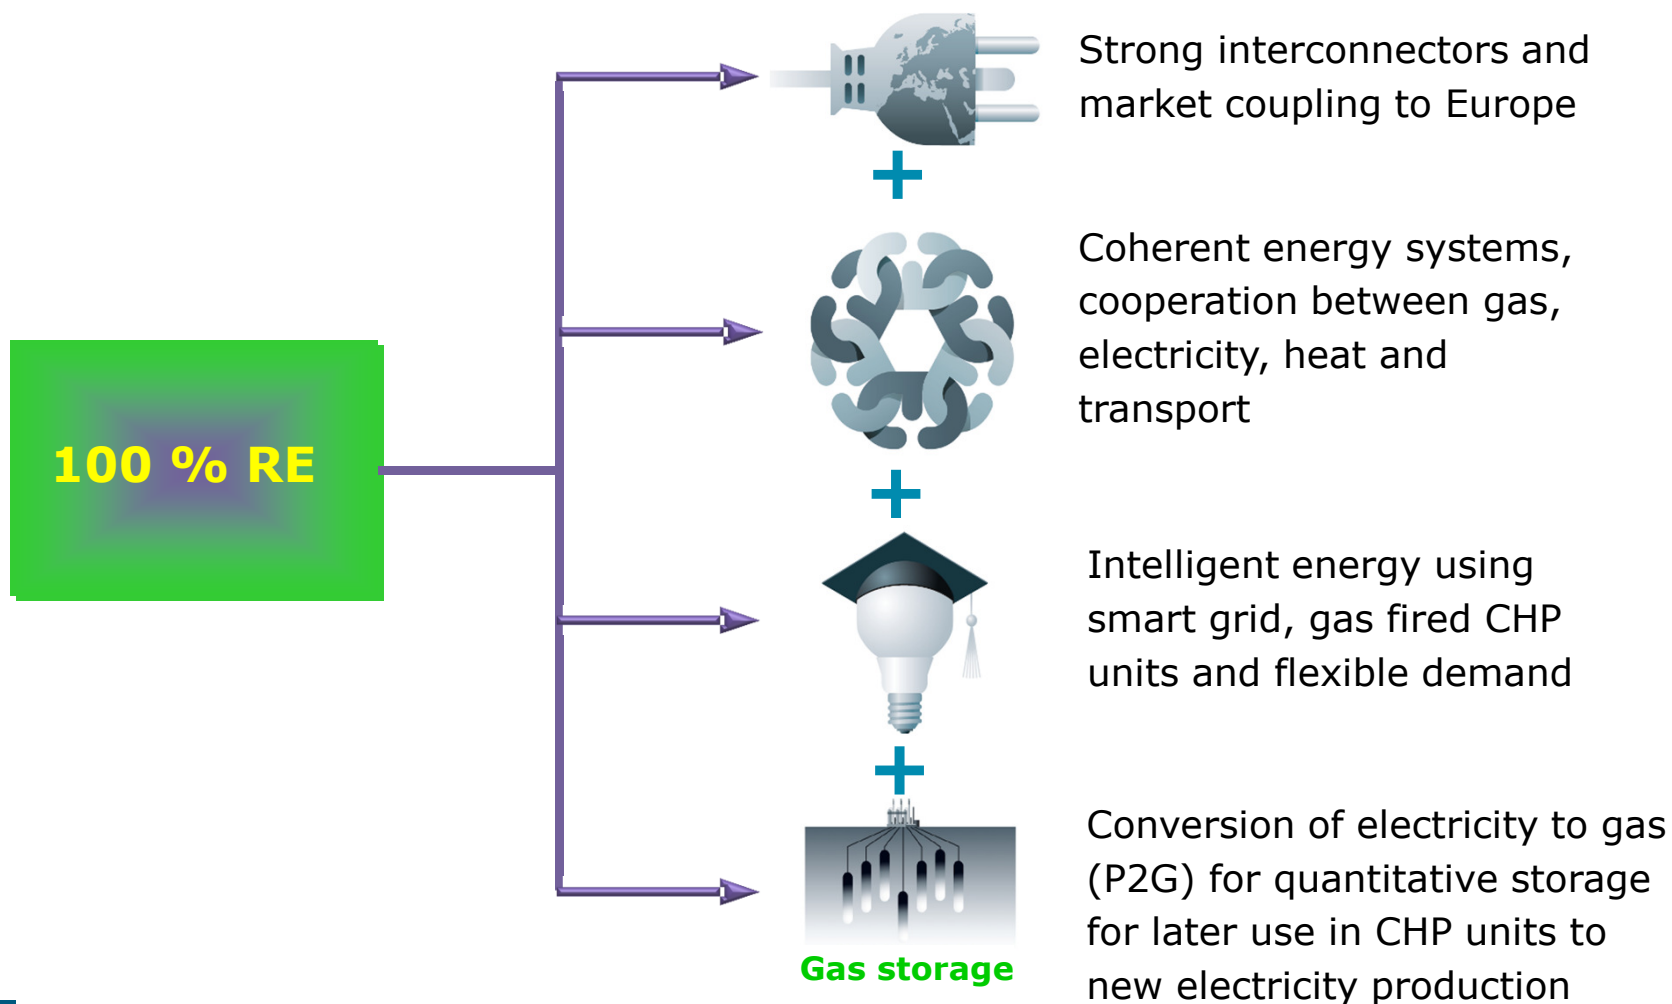 100 % RE
Strong interconnectors and
market coupling to Europe
Coherent energy systems,
cooperation between gas,
electricity, heat and
transport
Intelligent energy using
smart grid, gas fired CHP
units and flexible demand
Gas storage
Conversion of electricity to gas
(P2G) for quantitative storage
for later use in CHP units to
new electricity production